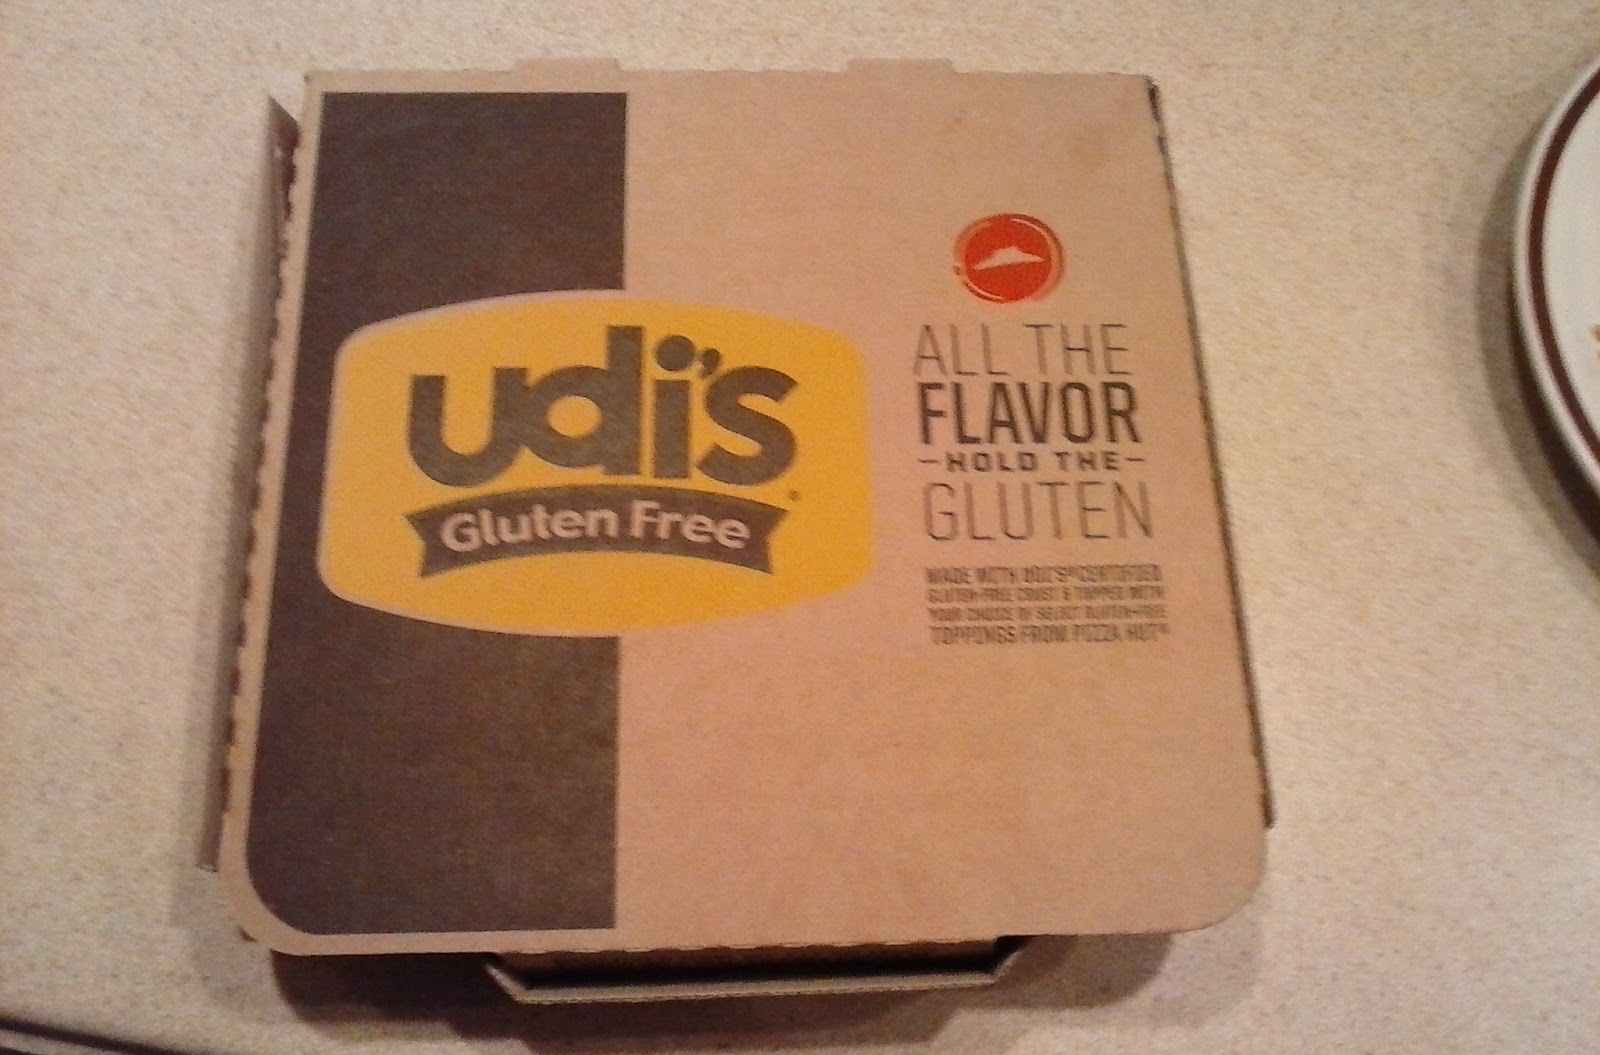 udi's
Gluten Free
ALL THE
FLAVOR
-HOLD THE-
GLUTEN
MADE WITH UDI'S® CERTIFIED
GLUTEN-FREE CRUST & TOPPED WITH
YOUR CHOICE OF SELECT GLUTEN-FREE
TOPPINGS FROM PIZZA HUT®